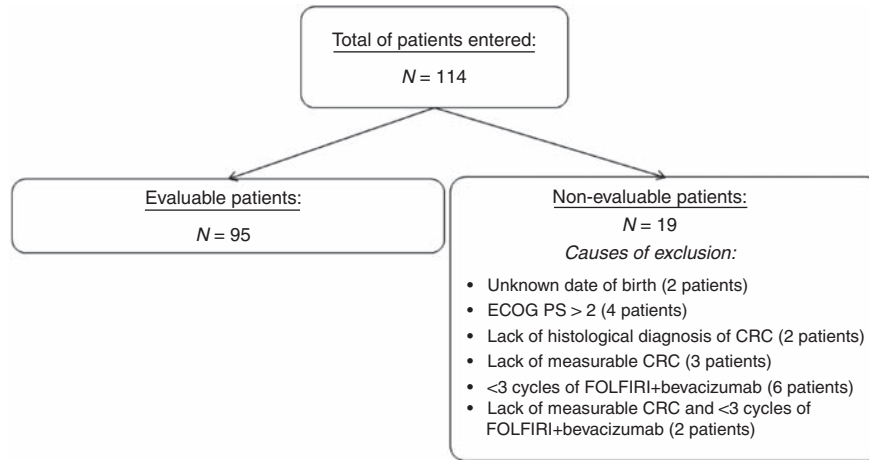 Total of patients entered:
N = 114
Evaluable patients:
N = 95
Non-evaluable patients:
N = 19
Causes of exclusion:
• Unknown date of birth (2 patients)
• ECOG PS > 2 (4 patients)
• Lack of histological diagnosis of CRC (2 patients)
• Lack of measurable CRC (3 patients)
• <3 cycles of FOLFIRI+bevacizumab (6 patients)
• Lack of measurable CRC and <3 cycles of
FOLFIRI+bevacizumab (2 patients)